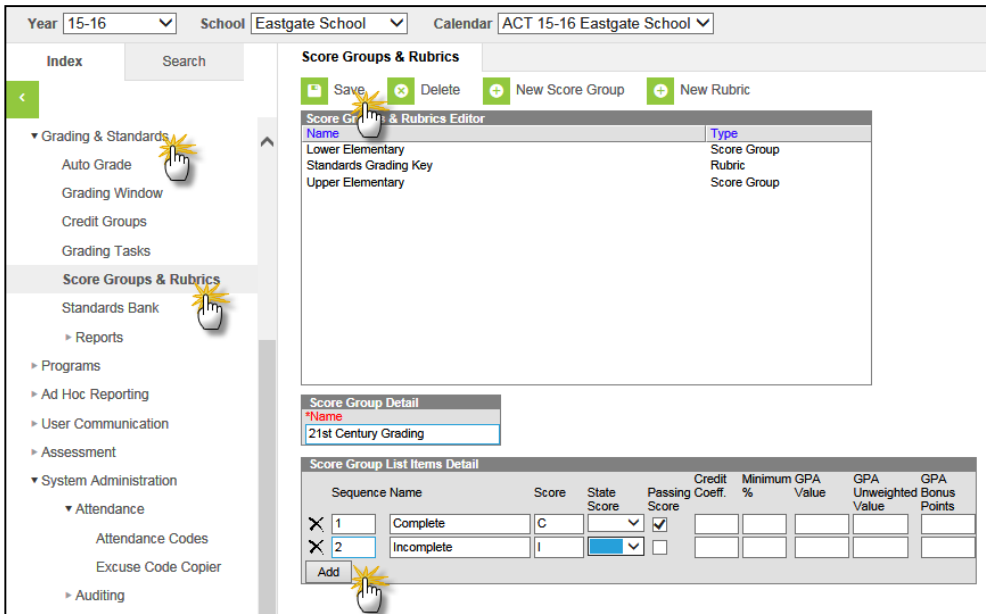 Year 15-16 School Eastgate School Calendar ACT 15-16 Eastgate School
Index Search
Score Groups & Rubrics
Save Delete New Score Group New Rubric
Score Groups & Rubrics Editor
Name Type
Lower Elementary Score Group
Standards Grading Key Rubric
Upper Elementary Score Group
Grading & Standards
Auto Grade
Grading Window
Credit Groups
Grading Tasks
Score Groups & Rubrics
Standards Bank
Reports
Programs
Ad Hoc Reporting
User Communication
Assessment
System Administration
Attendance
Attendance Codes
Excuse Code Copier
Auditing
Score Group Detail
*Name
21st Century Grading
Score Group List Items Detail
Sequence Name Score State Score Passing Score Credit Coeff. Minimum % GPA Value GPA Unweighted Value GPA Bonus Points
1 Complete C
2 Incomplete I
Add